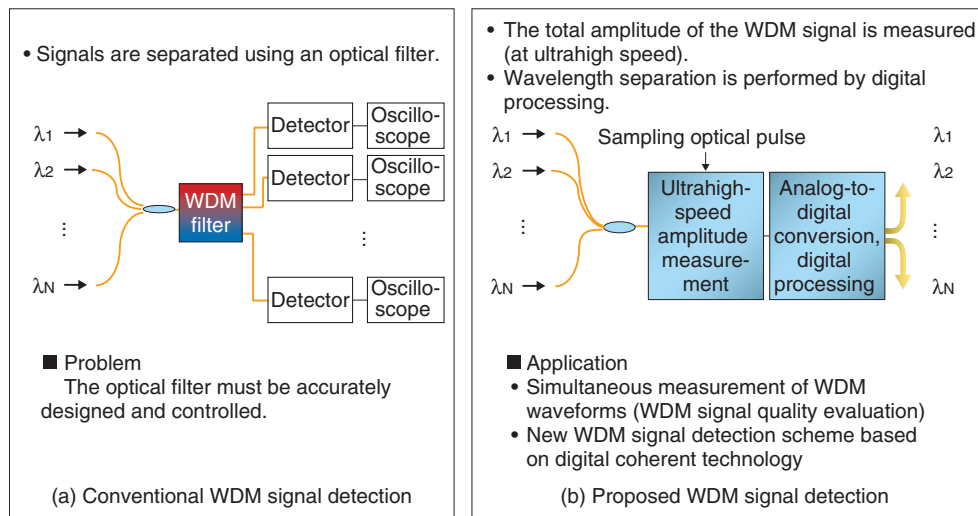 • Signals are separated using an optical filter.
λ1
λ2
⋮
λN
WDM
filter
Detector
Oscillo-
scope
Detector
Oscillo-
scope
⋮
Detector
Oscillo-
scope
■ Problem
The optical filter must be accurately
designed and controlled.
(a) Conventional WDM signal detection
• The total amplitude of the WDM signal is measured
(at ultrahigh speed).
• Wavelength separation is performed by digital
processing.
λ1
λ2
⋮
λN
Sampling optical pulse
Ultrahigh-
speed
amplitude
measure-
ment
Analog-to-
digital
conversion,
digital
processing
λ1
λ2
⋮
λN
■ Application
• Simultaneous measurement of WDM
waveforms (WDM signal quality evaluation)
• New WDM signal detection scheme based
on digital coherent technology
(b) Proposed WDM signal detection